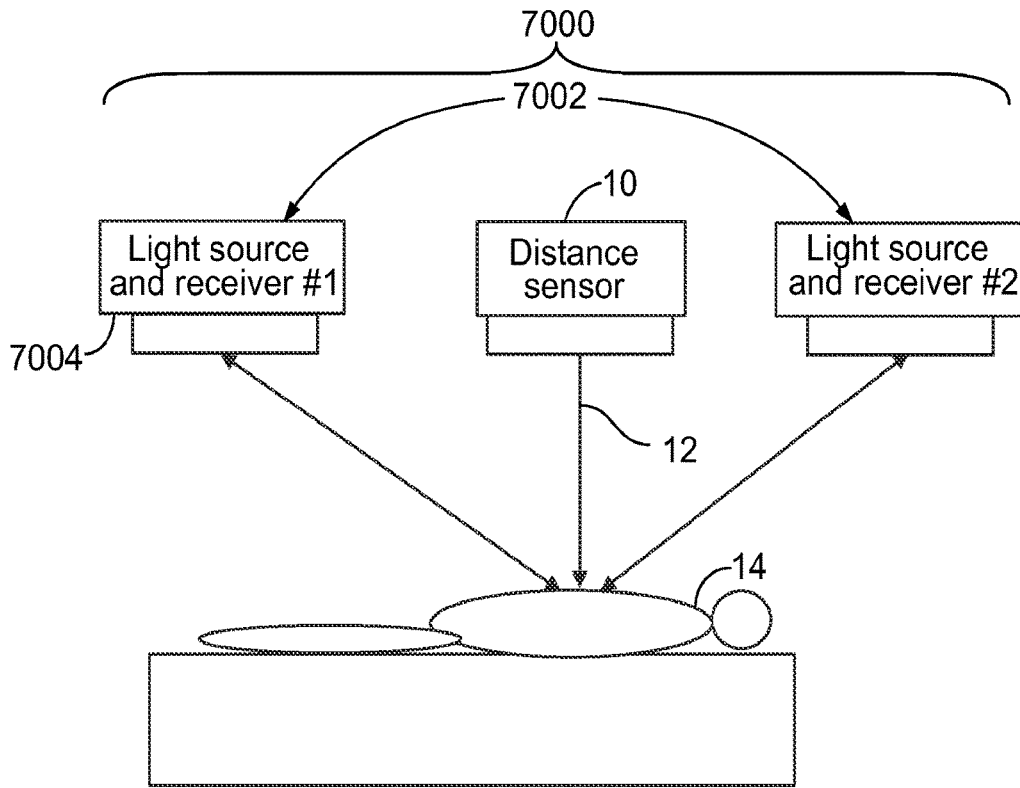 7000
7002
10
Light source
and receiver #1
Distance
sensor
Light source
and receiver #2
7004
12
14